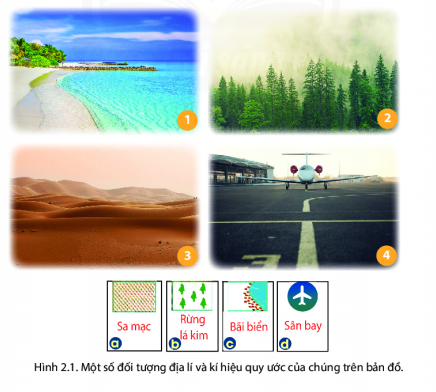 1
2
3
4
Sa mạc
a
Rừng
lá kim
b
Bãi biển
c
Sân bay
d
Hình 2.1. Một số đối tượng địa lí và kí hiệu quy ước của chúng trên bản đồ.